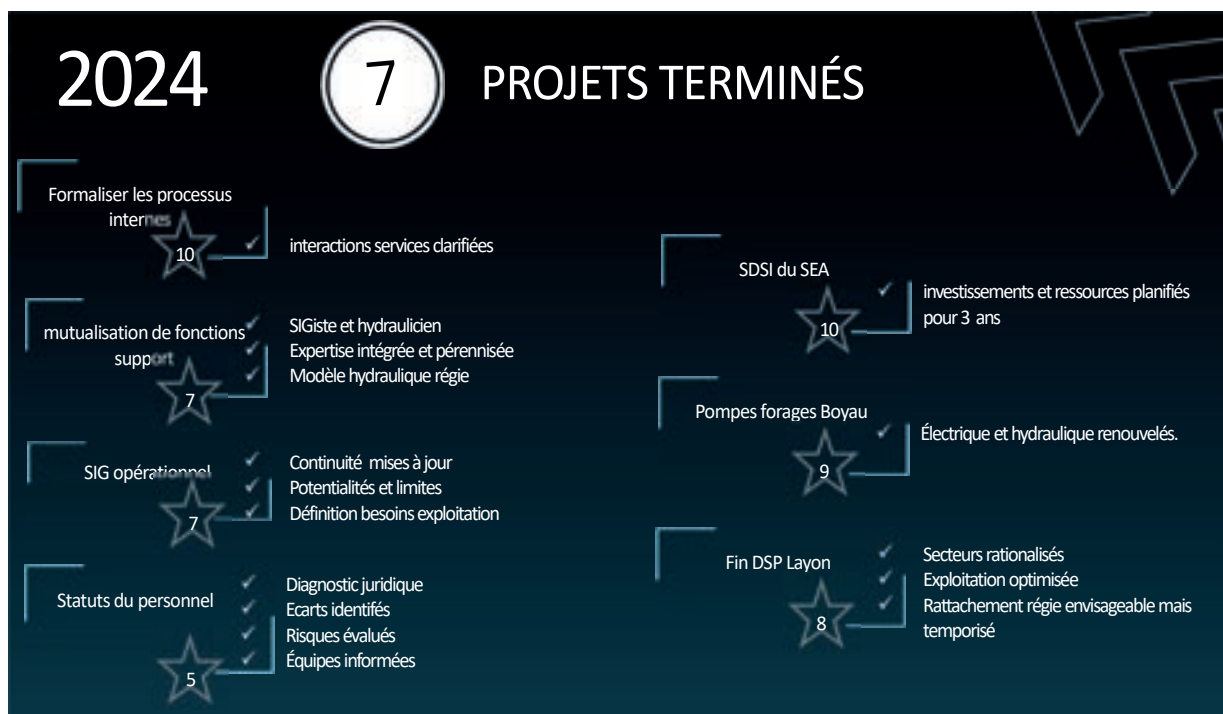 2024
7
PROJETS TERMINÉS
Formaliser les processus
internes
10
interactions services clarifiées
mutualisation de fonctions
support
7
SIGiste et hydraulicien
Expertise intégrée et pérennisée
Modèle hydraulique régie
SIG opérationnel
7
Continuité mises à jour
Potentialités et limites
Définition besoins exploitation
Statuts du personnel
5
Diagnostic juridique
Ecarts identifés
Risques évalués
Équipes informées
SDSI du SEA
10
investissements et ressources planifiés
pour 3 ans
Pompes forages Boyau
9
Électrique et hydraulique renouvelés.
Fin DSP Layon
8
Secteurs rationalisés
Exploitation optimisée
Rattachement régie envisageable mais
temporisé